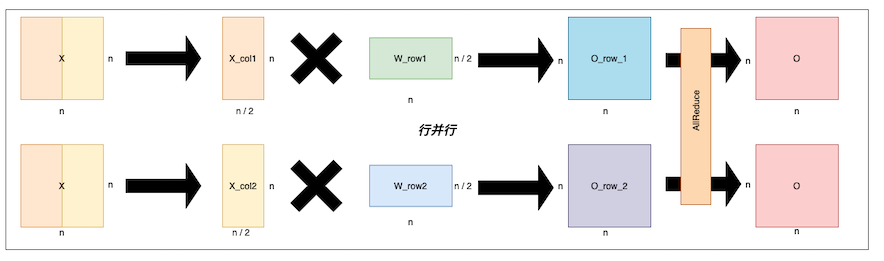 X
n
n
X_col1
n
n / 2
W_row1
n / 2
n
n
O_row_1
n
AllReduce
n
O
n
行并行
X
n
n
X_col2
n
n / 2
W_row2
n / 2
n
n
O_row_2
n
n
O
n